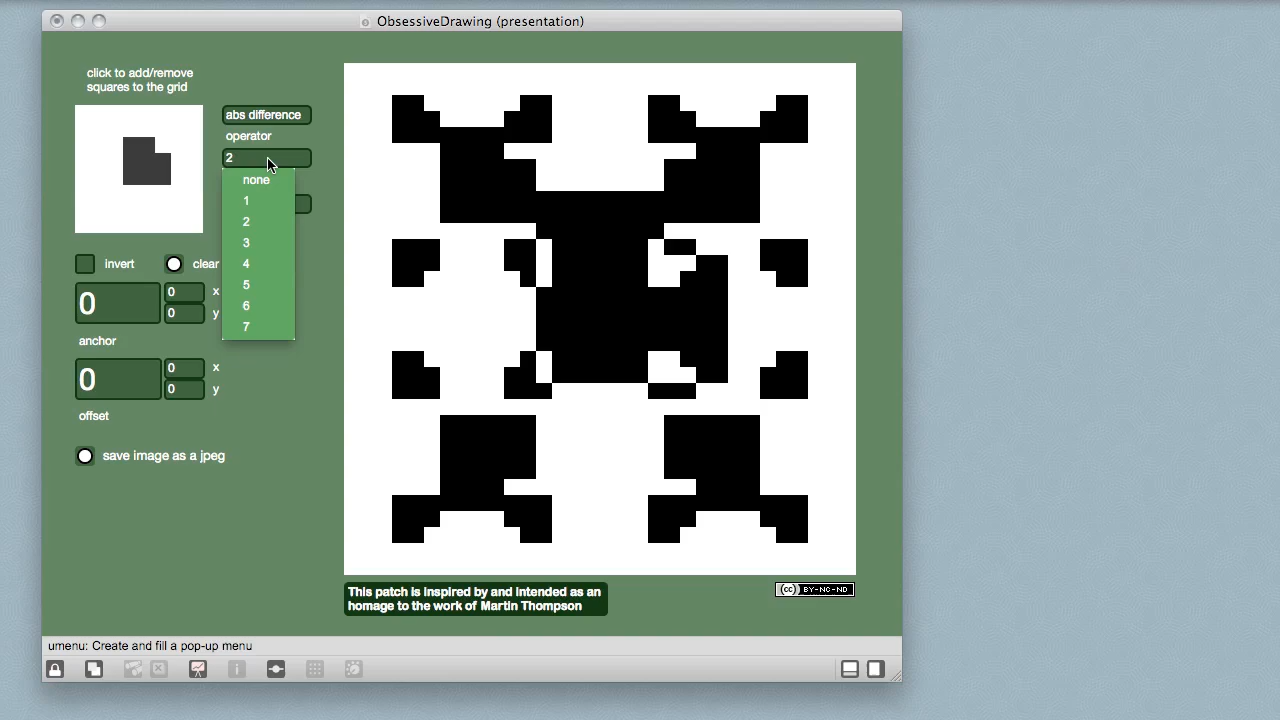 ObsessiveDrawing (presentation)
click to add/remove
squares to the grid
abs difference
operator
2
none
1
2
3
4
5
6
7
invert
clear
0
0
x
0
y
anchor
0
0
x
0
y
offset
save image as a jpeg
This patch is inspired by and intended as an
homage to the work of Martin Thompson
cc BY-NC-ND
umenu: Create and fill a pop-up menu